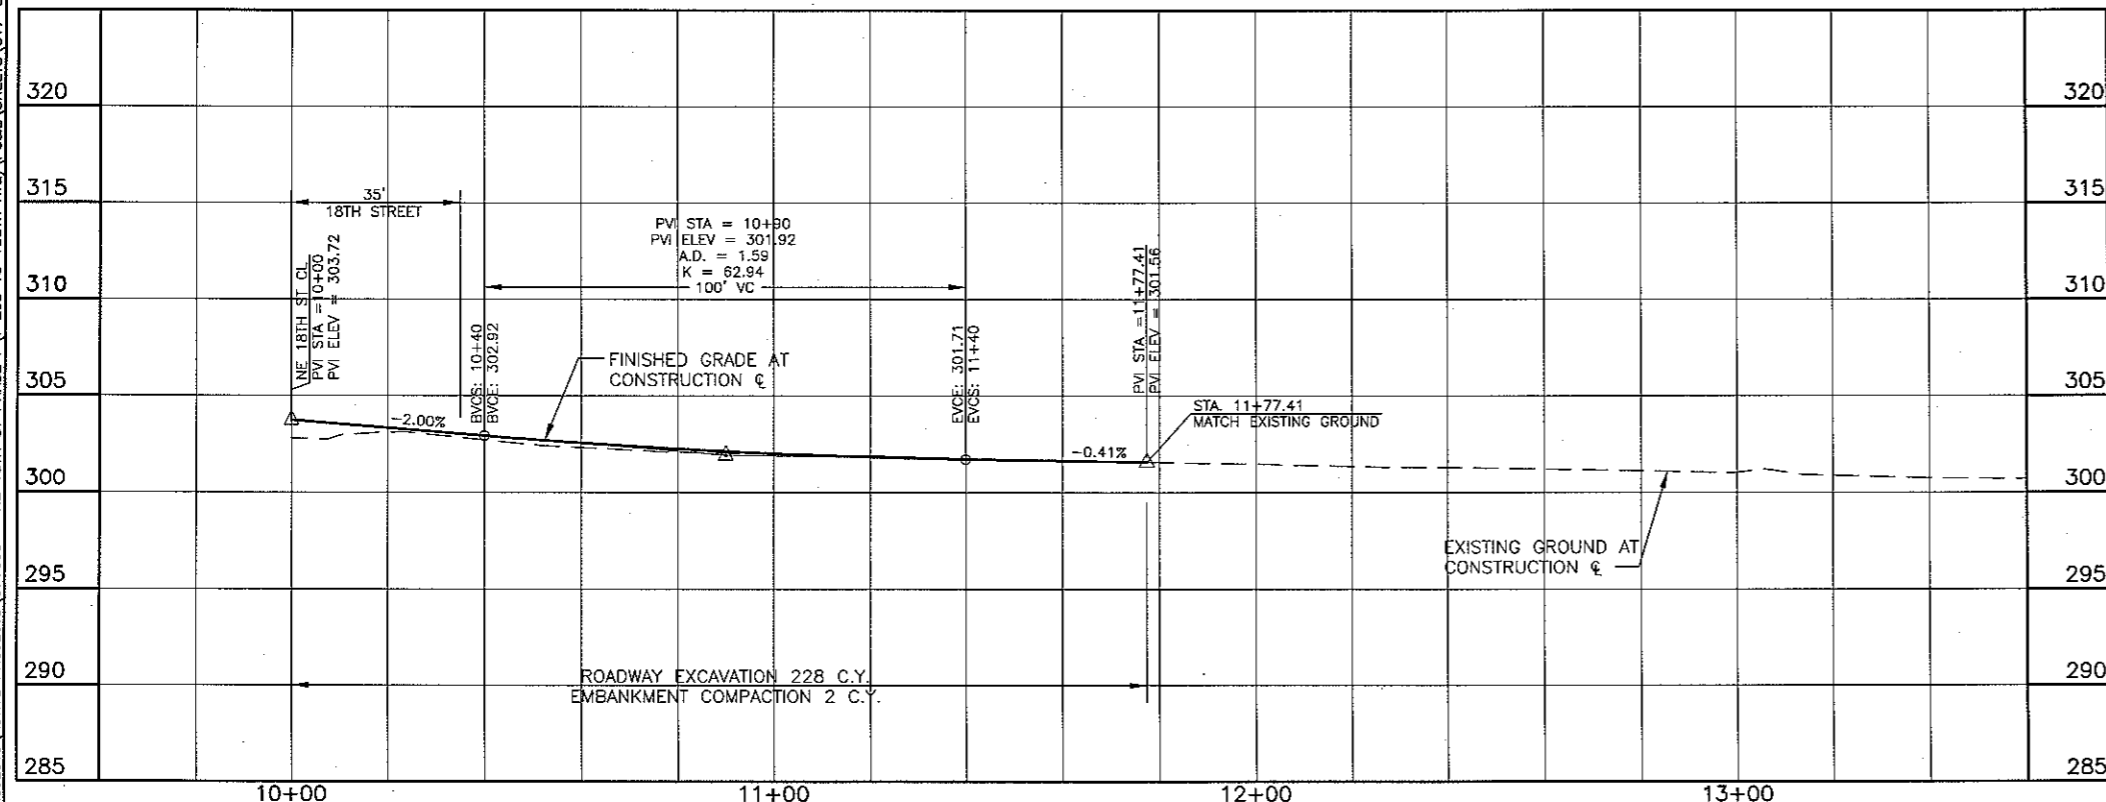 320
320
315
315
35'
18TH STREET
PVI STA = 10+90
PVI ELEV = 301.92
A.D. = 1.59
K = 62.94
100' VC
NE 18TH ST CL
PVI STA =10+00
PVI ELEV = 303.72
310
310
BVCS: 10+40
BVCE: 302.92
EVCE: 301.71
EVCS: 11+40
PVI STA =11+77.41
PVI ELEV = 301.56
FINISHED GRADE AT
CONSTRUCTION ℄
305
305
-2.00%
STA. 11+77.41
MATCH EXISTING GROUND
-0.41%
300
300
EXISTING GROUND AT
CONSTRUCTION ℄
295
295
ROADWAY EXCAVATION 228 C.Y.
EMBANKMENT COMPACTION 2 C.Y.
290
290
285
285
10+00
11+00
12+00
13+00